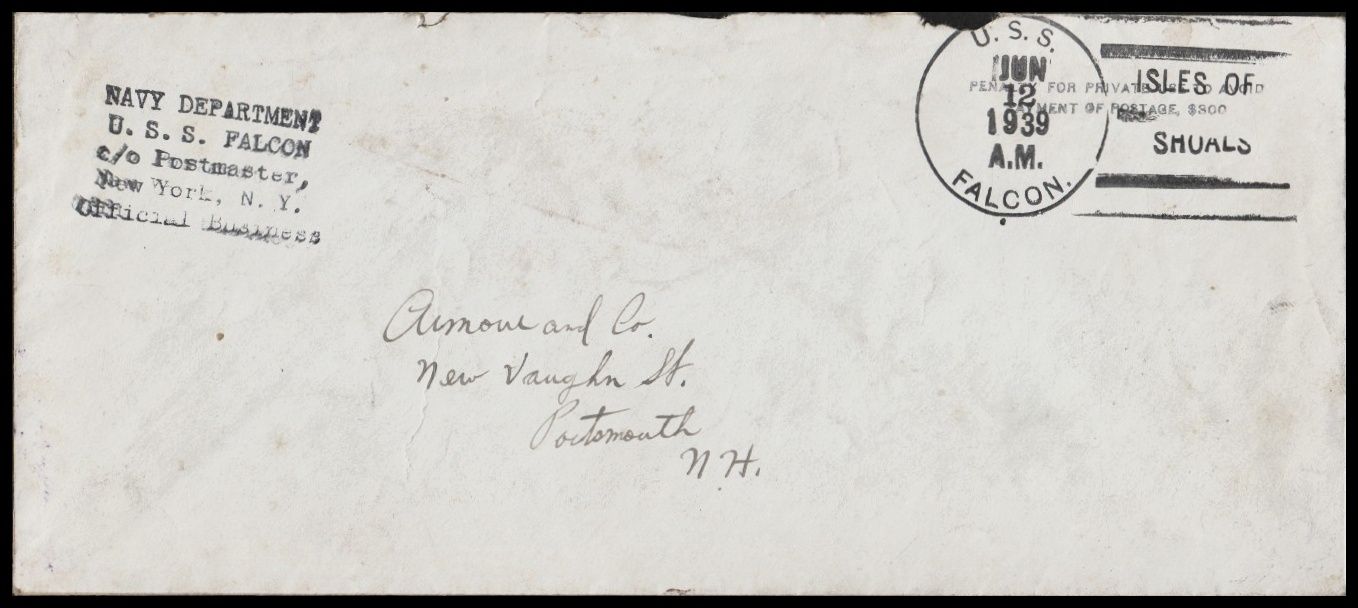 NAVY DEPARTMENT
U. S. S. FALCON
c/o Postmaster,
New York, N. Y.
Official Business
U. S. S.
JUN
12
1939
A.M.
FALCON.
PENALTY FOR PRIVATE USE TO AVOID
PAYMENT OF POSTAGE, $300
ISLES OF
SHOALS
Armour and Co.
New Vaughn St.
Portsmouth
N.H.